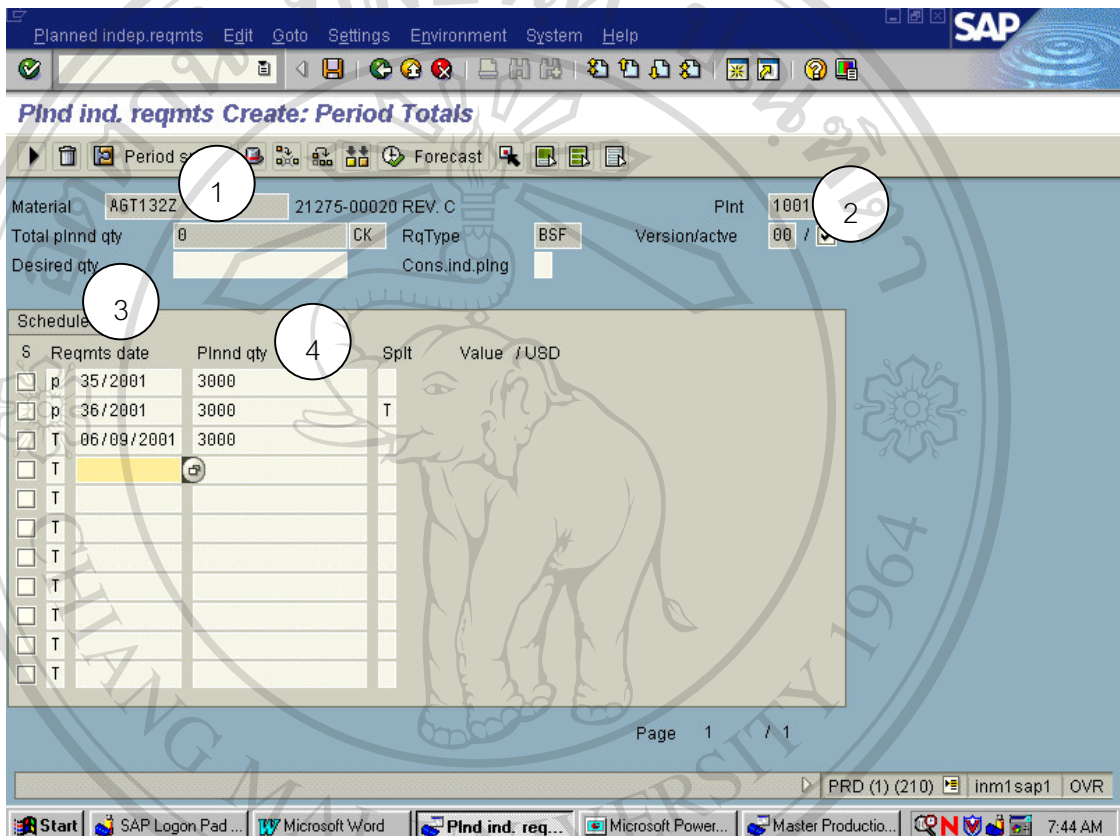 SAP
Planned indep.reqmts Edit Goto Settings Environment System Help
Plnd ind. reqmts Create: Period Totals
Period Forecast
Material AGT132Z 1 21275-00020 REV. C Plnt 1001 2
Total plnnd qty 0 CK RqType BSF Version/actve 00 /
Desired qty Cons.ind.plng
Schedule 3
S Reqmts date Plnnd qty 4 Splt Value / USD
p 35/2001 3000
p 36/2001 3000 T
T 06/09/2001 3000
T
T
T
T
T
T
T
T
Page 1 / 1
PRD (1) (210) inm1sap1 OVR
Start SAP Logon Pad ... Microsoft Word Plnd ind. req... Microsoft Power... Master Productio... 7:44 AM
CHIANG MAI UNIVERSITY 1964